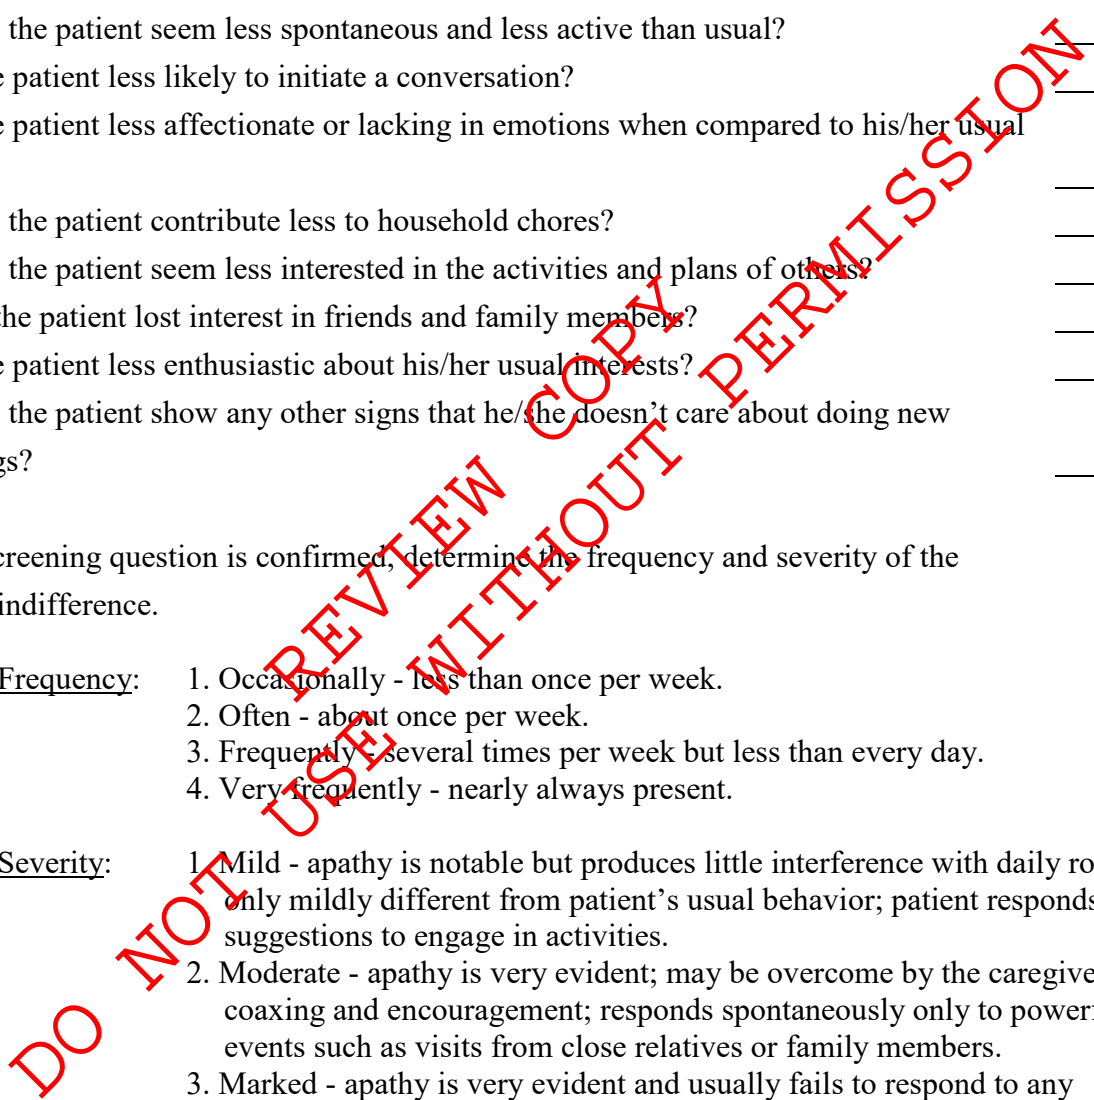 the patient seem less spontaneous and less active than usual?
e patient less likely to initiate a conversation?
e patient less affectionate or lacking in emotions when compared to his/her usual
the patient contribute less to household chores?
the patient seem less interested in the activities and plans of others?
the patient lost interest in friends and family members?
e patient less enthusiastic about his/her usual interests?
the patient show any other signs that he/she doesn't care about doing new
gs?
creening question is confirmed, determine the frequency and severity of the
indifference.
Frequency: 1. Occasionally - less than once per week.
2. Often - about once per week.
3. Frequently - several times per week but less than every day.
4. Very frequently - nearly always present.
Severity: 1. Mild - apathy is notable but produces little interference with daily ro
only mildly different from patient's usual behavior; patient responds
suggestions to engage in activities.
2. Moderate - apathy is very evident; may be overcome by the caregive
coaxing and encouragement; responds spontaneously only to powerf
events such as visits from close relatives or family members.
3. Marked - apathy is very evident and usually fails to respond to any
REVIEW COPY
DO NOT USE WITHOUT PERMISSION